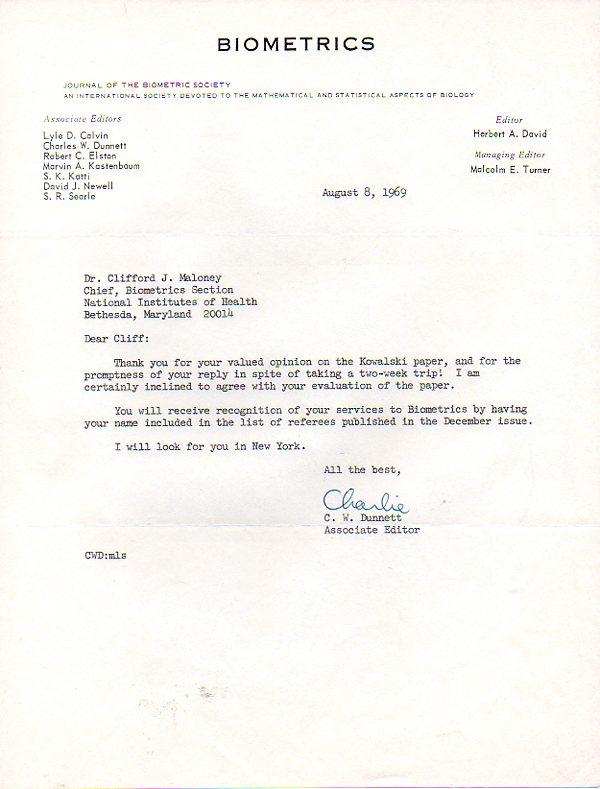 BIOMETRICS
JOURNAL OF THE BIOMETRIC SOCIETY
AN INTERNATIONAL SOCIETY DEVOTED TO THE MATHEMATICAL AND STATISTICAL ASPECTS OF BIOLOGY
Associate Editors
Lyle D. Calvin
Charles W. Dunnett
Robert C. Elston
Marvin A. Kastenbaum
S. K. Katti
David J. Newell
S. R. Searle
Editor
Herbert A. David
Managing Editor
Malcolm E. Turner
August 8, 1969
Dr. Clifford J. Maloney
Chief, Biometrics Section
National Institutes of Health
Bethesda, Maryland 20014
Dear Cliff:
Thank you for your valued opinion on the Kowalski paper, and for the
promptness of your reply in spite of taking a two-week trip! I am
certainly inclined to agree with your evaluation of the paper.
You will receive recognition of your services to Biometrics by having
your name included in the list of referees published in the December issue.
I will look for you in New York.
All the best,
Charlie
C. W. Dunnett
Associate Editor
CWD:mls